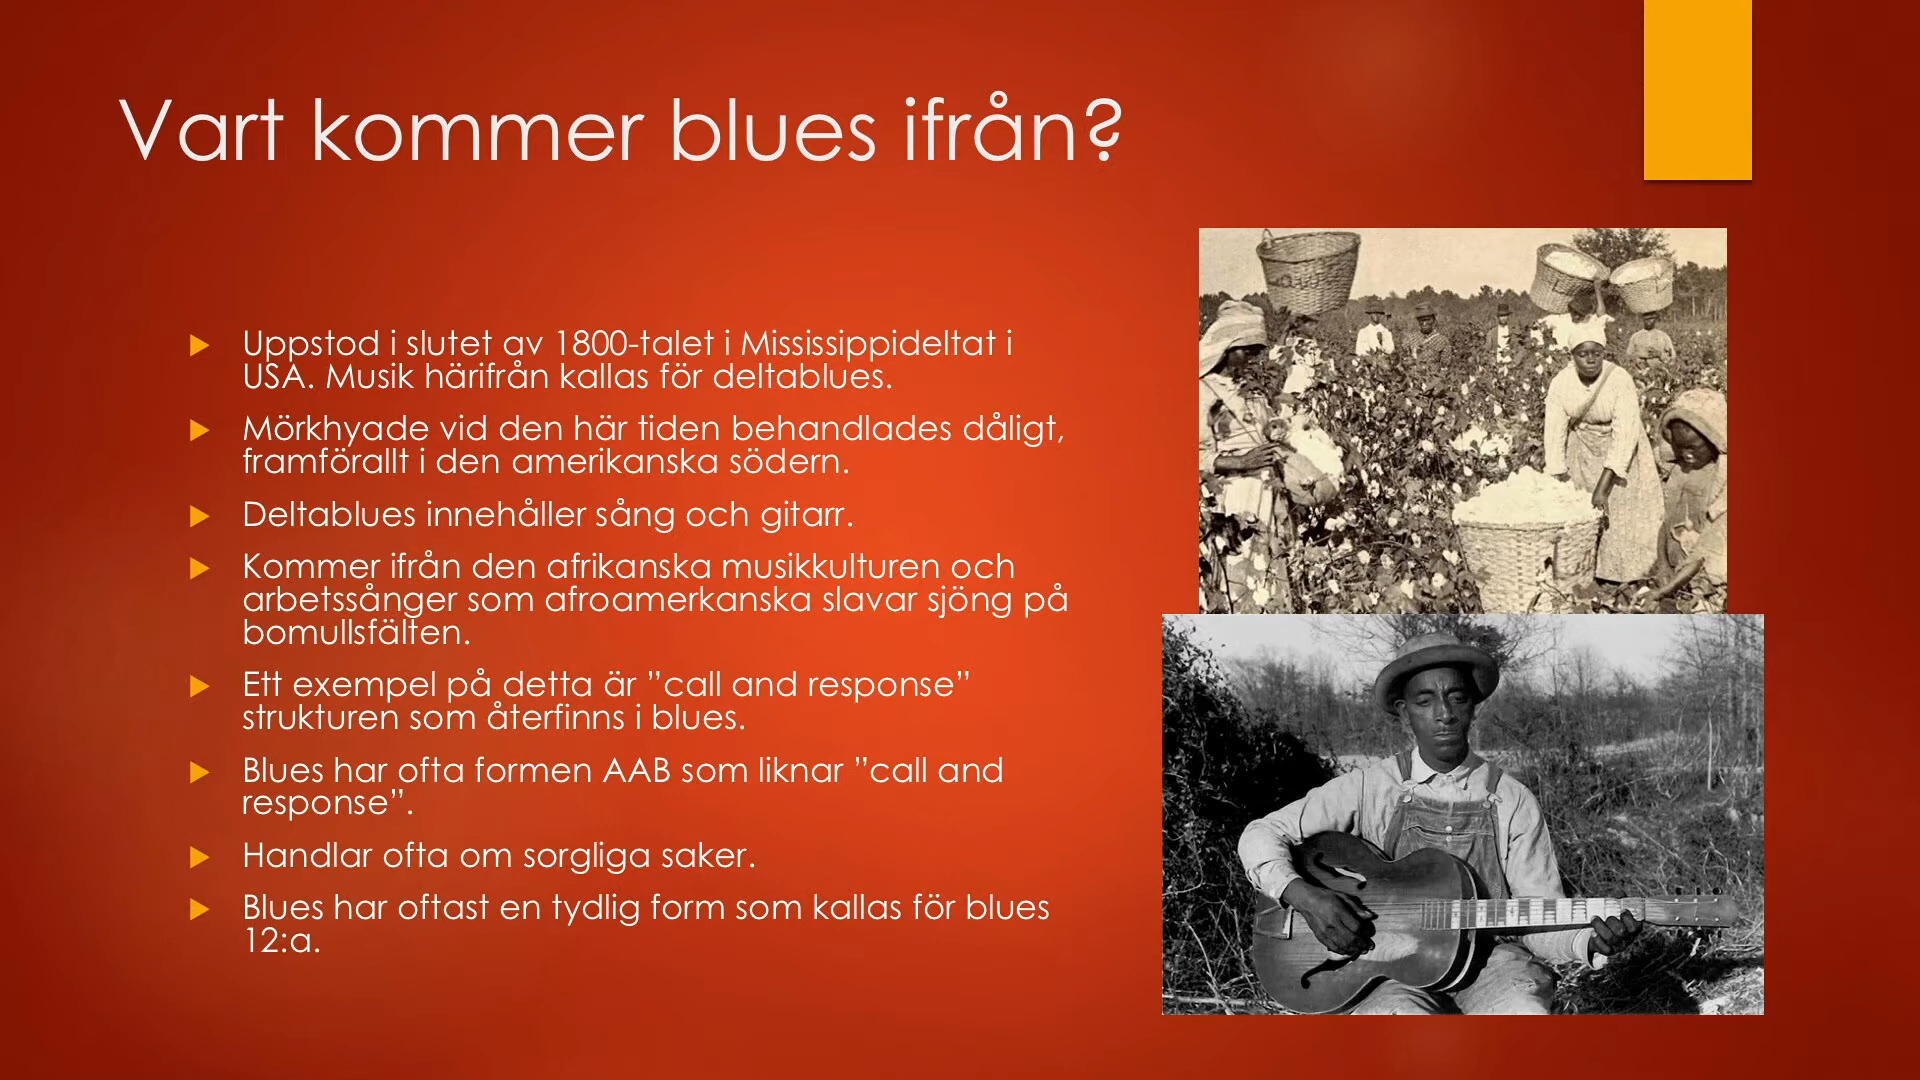 Vart kommer blues ifrån?
Uppstod i slutet av 1800-talet i Mississippideltat i
USA. Musik härifrån kallas för deltablues.
Mörkhyade vid den här tiden behandlades dåligt,
framförallt i den amerikanska södern.
Deltablues innehåller sång och gitarr.
Kommer ifrån den afrikanska musikkulturen och
arbetssånger som afroamerkanska slavar sjöng på
bomullsfälten.
Ett exempel på detta är ”call and response”
strukturen som återfinns i blues.
Blues har ofta formen AAB som liknar ”call and
response”.
Handlar ofta om sorgliga saker.
Blues har oftast en tydlig form som kallas för blues
12:a.